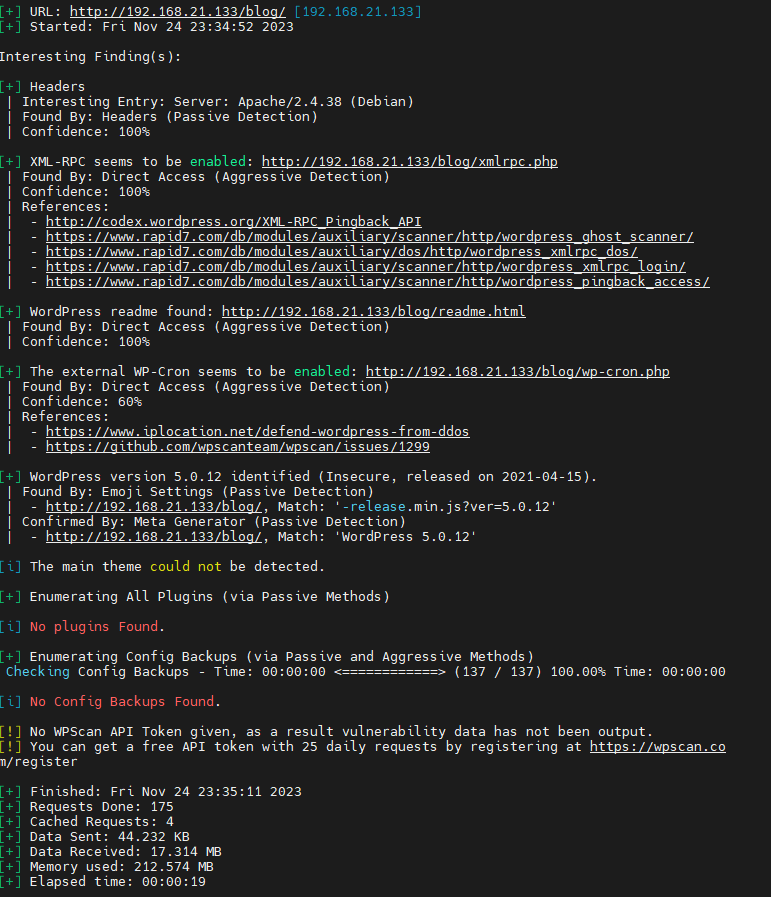 [+] URL: http://192.168.21.133/blog/ [192.168.21.133]
[+] Started: Fri Nov 24 23:34:52 2023
Interesting Finding(s):
[+] Headers
| Interesting Entry: Server: Apache/2.4.38 (Debian)
| Found By: Headers (Passive Detection)
| Confidence: 100%
[+] XML-RPC seems to be enabled: http://192.168.21.133/blog/xmlrpc.php
| Found By: Direct Access (Aggressive Detection)
| Confidence: 100%
| References:
|  - http://codex.wordpress.org/XML-RPC_Pingback_API
|  - https://www.rapid7.com/db/modules/auxiliary/scanner/http/wordpress_ghost_scanner/
|  - https://www.rapid7.com/db/modules/auxiliary/dos/http/wordpress_xmlrpc_dos/
|  - https://www.rapid7.com/db/modules/auxiliary/scanner/http/wordpress_xmlrpc_login/
|  - https://www.rapid7.com/db/modules/auxiliary/scanner/http/wordpress_pingback_access/
[+] WordPress readme found: http://192.168.21.133/blog/readme.html
| Found By: Direct Access (Aggressive Detection)
| Confidence: 100%
[+] The external WP-Cron seems to be enabled: http://192.168.21.133/blog/wp-cron.php
| Found By: Direct Access (Aggressive Detection)
| Confidence: 60%
| References:
|  - https://www.iplocation.net/defend-wordpress-from-ddos
|  - https://github.com/wpscanteam/wpscan/issues/1299
[+] WordPress version 5.0.12 identified (Insecure, released on 2021-04-15).
| Found By: Emoji Settings (Passive Detection)
|  - http://192.168.21.133/blog/, Match: '-release.min.js?ver=5.0.12'
| Confirmed By: Meta Generator (Passive Detection)
|  - http://192.168.21.133/blog/, Match: 'WordPress 5.0.12'
[i] The main theme could not be detected.
[+] Enumerating All Plugins (via Passive Methods)
[i] No plugins Found.
[+] Enumerating Config Backups (via Passive and Aggressive Methods)
Checking Config Backups - Time: 00:00:00 <============> (137 / 137) 100.00% Time: 00:00:00
[i] No Config Backups Found.
[!] No WPScan API Token given, as a result vulnerability data has not been output.
[!] You can get a free API token with 25 daily requests by registering at https://wpscan.co
m/register
[+] Finished: Fri Nov 24 23:35:11 2023
[+] Requests Done: 175
[+] Cached Requests: 4
[+] Data Sent: 44.232 KB
[+] Data Received: 17.314 MB
[+] Memory used: 212.574 MB
[+] Elapsed time: 00:00:19